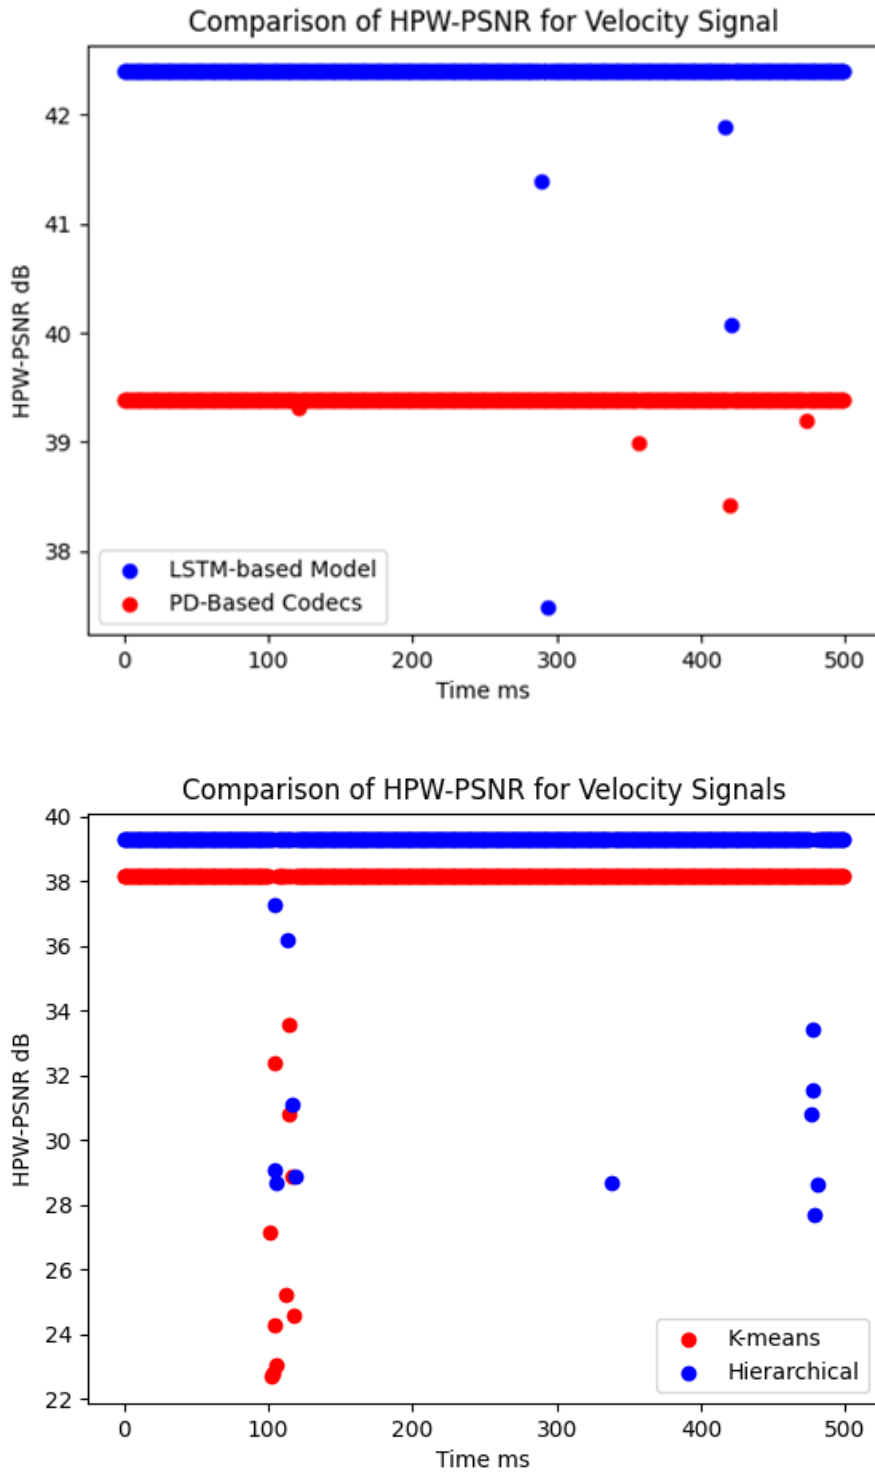 Comparison of HPW-PSNR for Velocity Signal
HPW-PSNR dB
42
41
40
39
38
LSTM-based Model
PD-Based Codecs
0 100 200 300 400 500
Time ms
Comparison of HPW-PSNR for Velocity Signals
HPW-PSNR dB
40
38
36
34
32
30
28
26
24
22
K-means
Hierarchical
0 100 200 300 400 500
Time ms